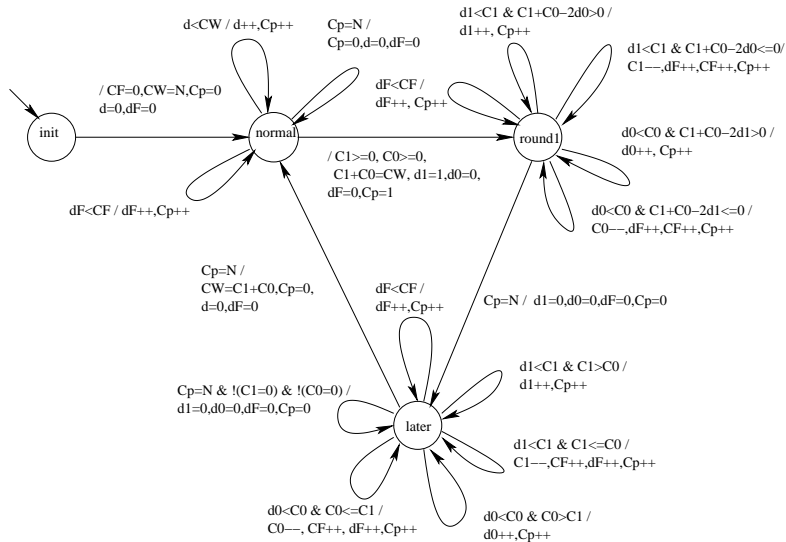 d<CW / d++,Cp++
Cp=N /
Cp=0,d=0,dF=0
/ CF=0,CW=N,Cp=0
d=0,dF=0
init
normal
dF<CF / dF++,Cp++
/ C1>=0, C0>=0,
C1+C0=CW, d1=1,d0=0,
dF=0,Cp=1
dF<CF /
dF++, Cp++
d1<C1 & C1+C0−2d0>0 /
d1++, Cp++
d1<C1 & C1+C0−2d0<=0/
C1−−,dF++,CF++,Cp++
round1
d0<C0 & C1+C0−2d1>0 /
d0++, Cp++
d0<C0 & C1+C0−2d1<=0 /
C0−−,dF++,CF++,Cp++
Cp=N /
CW=C1+C0,Cp=0,
d=0,dF=0
dF<CF /
dF++,Cp++
Cp=N / d1=0,d0=0,dF=0,Cp=0
Cp=N & !(C1=0) & !(C0=0) /
d1=0,d0=0,dF=0,Cp=0
later
d1<C1 & C1>C0 /
d1++,Cp++
d1<C1 & C1<=C0 /
C1−−,CF++,dF++,Cp++
d0<C0 & C0<=C1 /
C0−−, CF++, dF++,Cp++
d0<C0 & C0>C1 /
d0++,Cp++